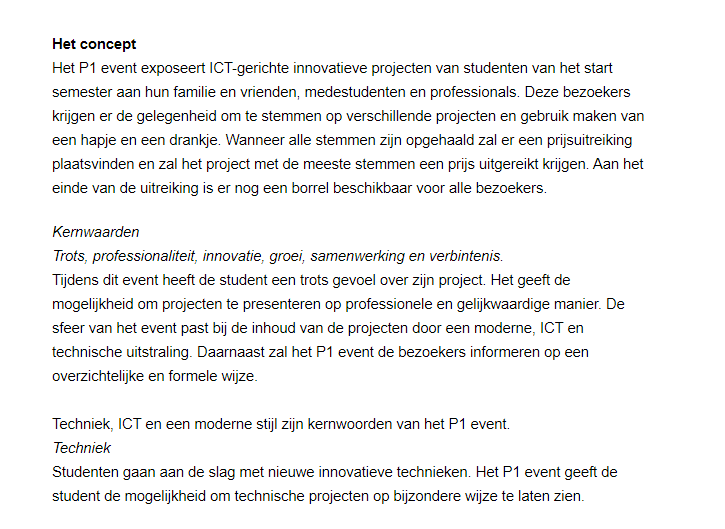 Het concept
Het P1 event exposeert ICT-gerichte innovatieve projecten van studenten van het start
semester aan hun familie en vrienden, medestudenten en professionals. Deze bezoekers
krijgen er de gelegenheid om te stemmen op verschillende projecten en gebruik maken van
een hapje en een drankje. Wanneer alle stemmen zijn opgehaald zal er een prijsuitreiking
plaatsvinden en zal het project met de meeste stemmen een prijs uitgereikt krijgen. Aan het
einde van de uitreiking is er nog een borrel beschikbaar voor alle bezoekers.
Kernwaarden
Trots, professionaliteit, innovatie, groei, samenwerking en verbintenis.
Tijdens dit event heeft de student een trots gevoel over zijn project. Het geeft de
mogelijkheid om projecten te presenteren op professionele en gelijkwaardige manier. De
sfeer van het event past bij de inhoud van de projecten door een moderne, ICT en
technische uitstraling. Daarnaast zal het P1 event de bezoekers informeren op een
overzichtelijke en formele wijze.
Techniek, ICT en een moderne stijl zijn kernwoorden van het P1 event.
Techniek
Studenten gaan aan de slag met nieuwe innovatieve technieken. Het P1 event geeft de
student de mogelijkheid om technische projecten op bijzondere wijze te laten zien.